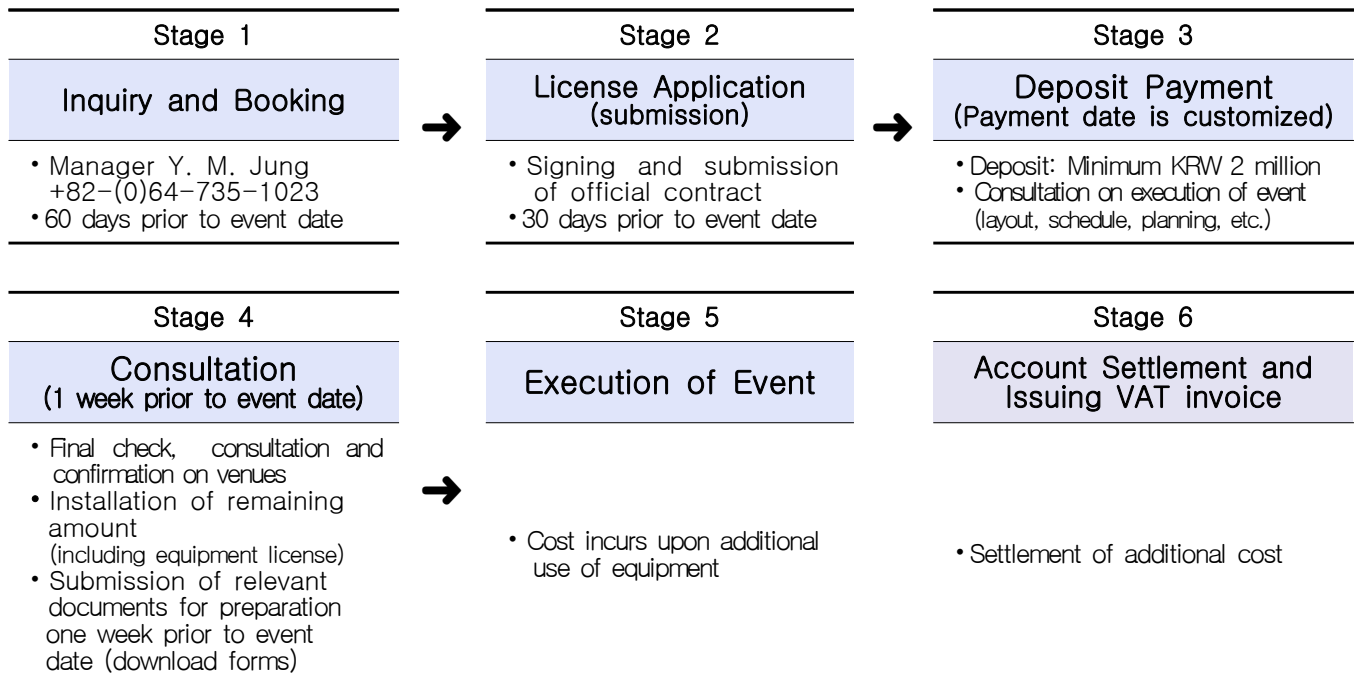 Stage 1
Inquiry and Booking
• Manager Y. M. Jung
+82-(0)64-735-1023
• 60 days prior to event date
Stage 2
License Application
(submission)
• Signing and submission
of official contract
• 30 days prior to event date
Stage 3
Deposit Payment
(Payment date is customized)
• Deposit: Minimum KRW 2 million
• Consultation on execution of event
(layout, schedule, planning, etc.)
Stage 4
Consultation
(1 week prior to event date)
• Final check, consultation and
confirmation on venues
• Installation of remaining
amount
(including equipment license)
• Submission of relevant
documents for preparation
one week prior to event
date (download forms)
Stage 5
Execution of Event
• Cost incurs upon additional
use of equipment
Stage 6
Account Settlement and
Issuing VAT invoice
• Settlement of additional cost